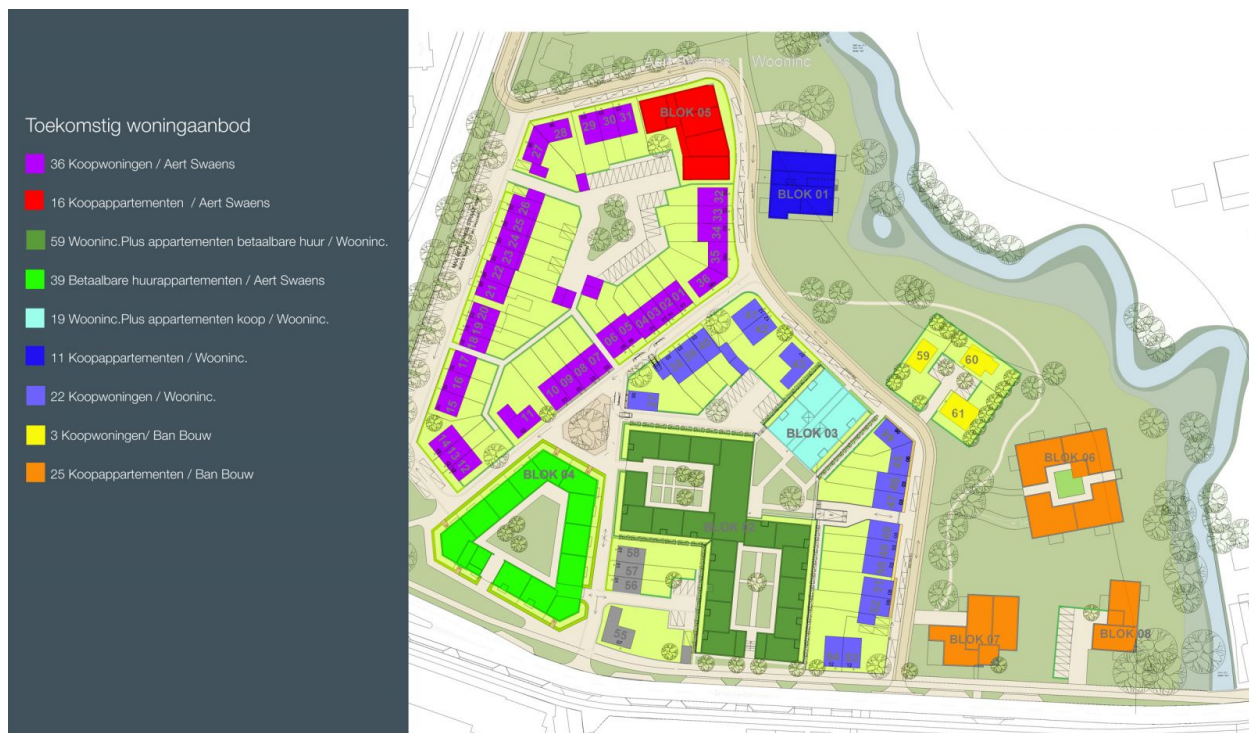 Toekomstig woningaanbod
36 Koopwoningen / Aert Swaens
16 Koopappartementen / Aert Swaens
59 Wooninc.Plus appartementen betaalbare huur / Wooninc.
39 Betaalbare huurappartementen / Aert Swaens
19 Wooninc.Plus appartementen koop / Wooninc.
11 Koopappartementen / Wooninc.
22 Koopwoningen / Wooninc.
3 Koopwoningen/ Ban Bouw
25 Koopappartementen / Ban Bouw
Aert Swaens | Wooninc
BLOK 05
31
30
29
28
27
BLOK 01
26
25
24
23
22
21
20
19
18
17
16
15
14
13
12
11
10
09
08
07
06
05
04
03
02
01
32
33
34
35
36
59
60
61
BLOK 03
BLOK 06
BLOK 04
BLOK 02
58
57
56
55
BLOK 07
BLOK 08